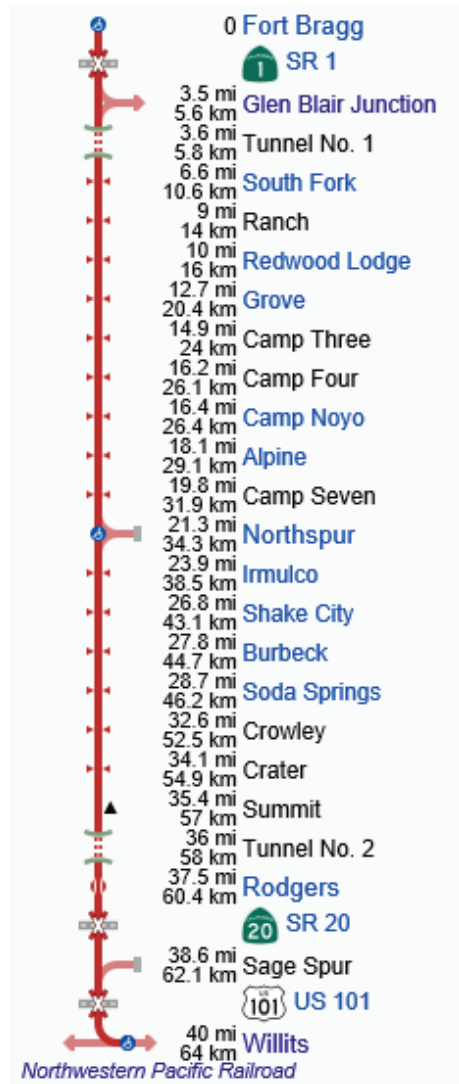 0 Fort Bragg
1 SR 1
3.5 mi
5.6 km Glen Blair Junction
3.6 mi
5.8 km Tunnel No. 1
6.6 mi
10.6 km South Fork
9 mi
14 km Ranch
10 mi
16 km Redwood Lodge
12.7 mi
20.4 km Grove
14.9 mi
24 km Camp Three
16.2 mi
26.1 km Camp Four
16.4 mi
26.4 km Camp Noyo
18.1 mi
29.1 km Alpine
19.8 mi
31.9 km Camp Seven
21.3 mi
34.3 km Northspur
23.9 mi
38.5 km Irmulco
26.8 mi
43.1 km Shake City
27.8 mi
44.7 km Burbeck
28.7 mi
46.2 km Soda Springs
32.6 mi
52.5 km Crowley
34.1 mi
54.9 km Crater
35.4 mi
57 km Summit
36 mi
58 km Tunnel No. 2
37.5 mi
60.4 km Rodgers
20 SR 20
38.6 mi
62.1 km Sage Spur
US 101 US 101
40 mi
64 km Willits
Northwestern Pacific Railroad